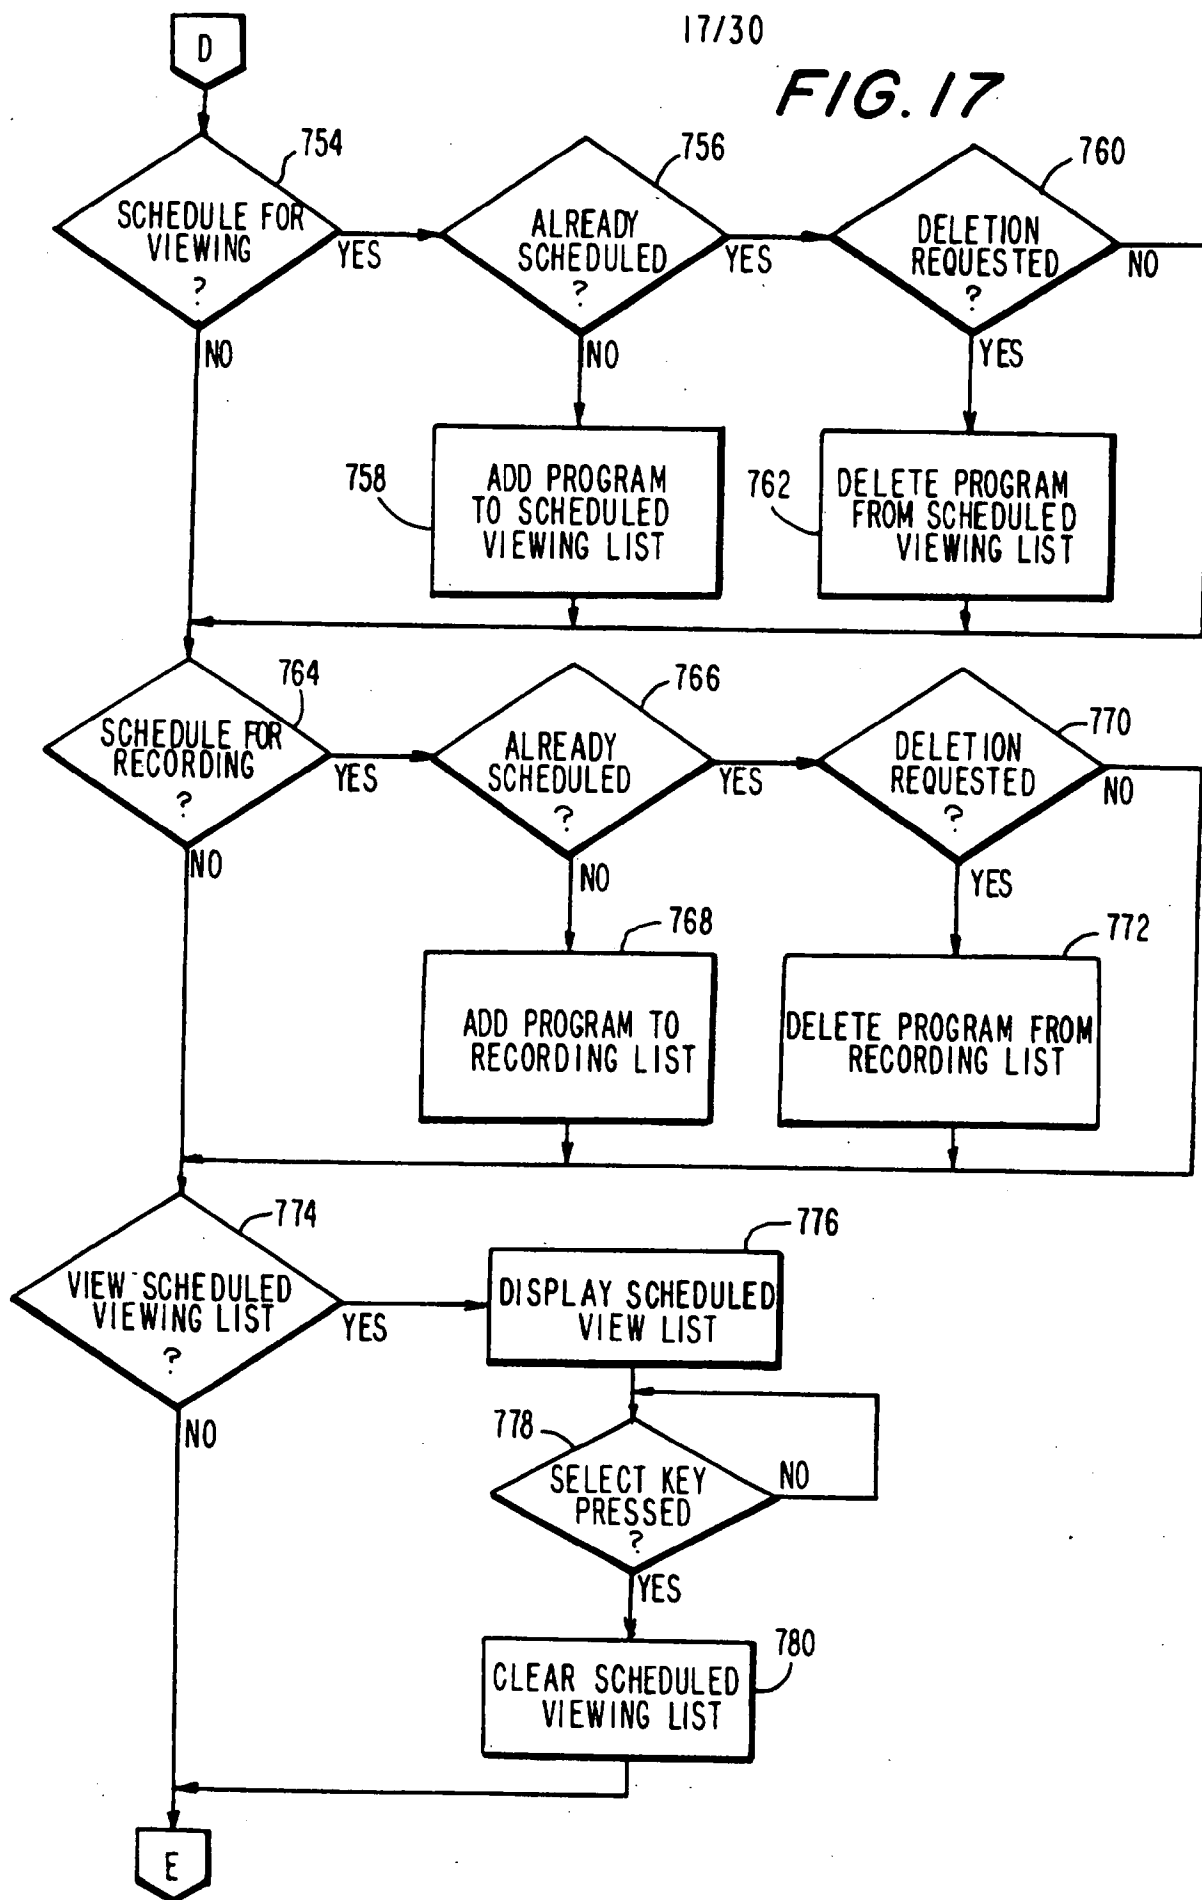 17/30
FIG. 17
D
754
SCHEDULE FOR
VIEWING
?
YES
NO
756
ALREADY
SCHEDULED
?
YES
NO
760
DELETION
REQUESTED
?
NO
YES
758
ADD PROGRAM
TO SCHEDULED
VIEWING LIST
762
DELETE PROGRAM
FROM SCHEDULED
VIEWING LIST
764
SCHEDULE FOR
RECORDING
?
YES
NO
766
ALREADY
SCHEDULED
?
YES
NO
770
DELETION
REQUESTED
?
NO
YES
768
ADD PROGRAM TO
RECORDING LIST
772
DELETE PROGRAM FROM
RECORDING LIST
774
VIEW SCHEDULED
VIEWING LIST
?
YES
NO
776
DISPLAY SCHEDULED
VIEW LIST
778
SELECT KEY
PRESSED
?
NO
YES
780
CLEAR SCHEDULED
VIEWING LIST
E